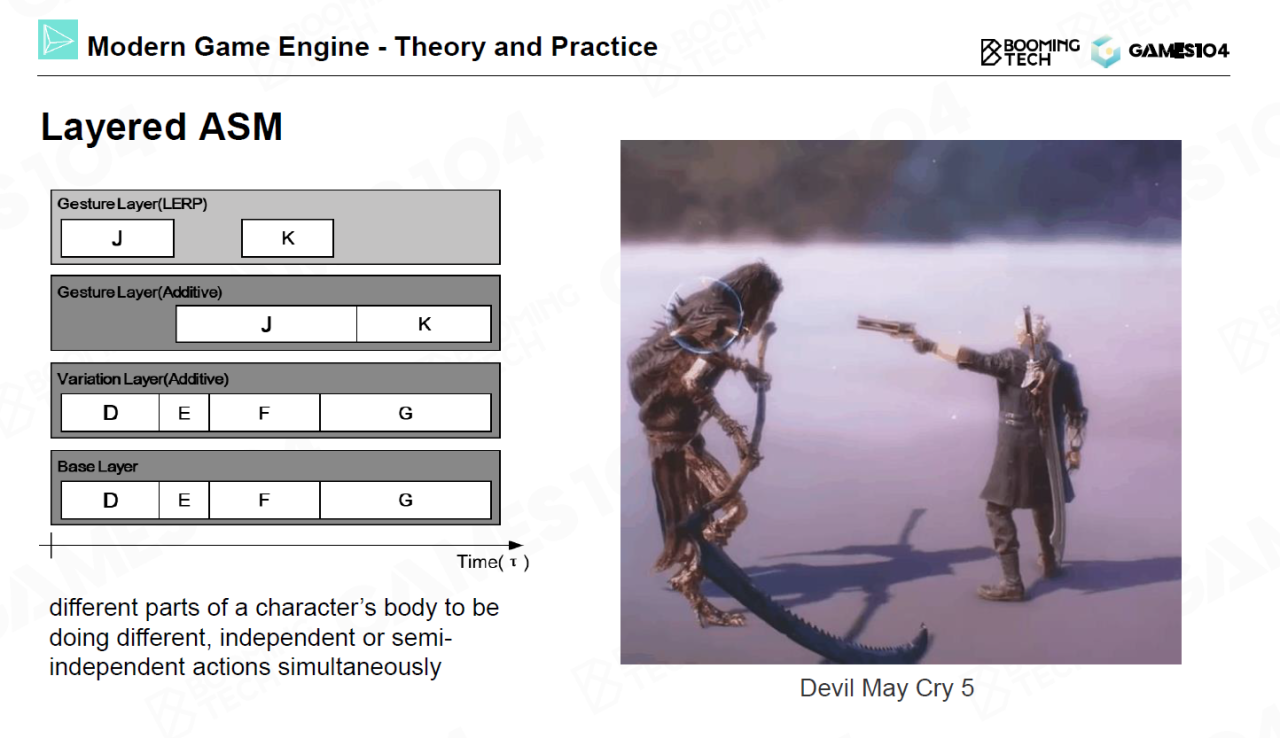 Modern Game Engine - Theory and Practice
BOOMING
TECH
GAMES104
Layered ASM
Gesture Layer(LERP)
J K
Gesture Layer(Additive)
J K
Variation Layer(Additive)
D E F G
Base Layer
D E F G
Time( τ )
different parts of a character’s body to be
doing different, independent or semi-
independent actions simultaneously
Devil May Cry 5